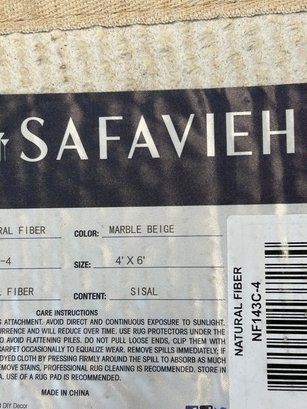 SAFAVIEH
RAL FIBER COLOR: MARBLE BEIGE
-4 SIZE: 4' X 6'
L FIBER CONTENT: SISAL
CARE INSTRUCTIONS
S ATTACHMENT. AVOID DIRECT AND CONTINUOUS EXPOSURE TO SUNLIGHT.
URRENCE AND WILL REDUCE OVER TIME. USE RUG PROTECTORS UNDER THE
O AVOID FLATTENING PILES. DO NOT PULL LOOSE ENDS, CLIP THEM WITH
CARPET OCCASIONALLY TO EQUALIZE WEAR. REMOVE SPILLS IMMEDIATELY; IF
DYED CLOTH BY PRESSING FIRMLY AROUND THE SPILL TO ABSORB AS MUCH
REMOVE STAINS, PROFESSIONAL RUG CLEANING IS RECOMMENDED. STORE IN
A. USE OF A RUG PAD IS RECOMMENDED.
MADE IN CHINA
DIY Decor
NATURAL FIBER
NF143C-4